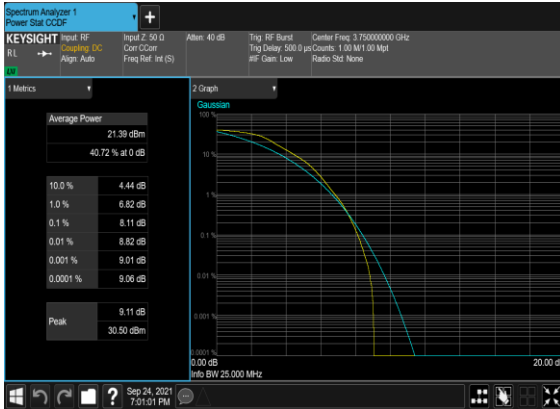 Spectrum Analyzer 1
Power Stat CCDF
+
KEYSIGHT
RL
Input: RF
Coupling: DC
Align: Auto
Input Z: 50 Ω
Corr CCorr
Freq Ref: Int (S)
Atten: 40 dB
Trig: RF Burst
Trig Delay: 500.0 µs
#IF Gain: Low
Center Freq: 3.750000000 GHz
Counts: 1.00 M/1.00 Mpt
Radio Std: None
1 Metrics
2 Graph
Average Power
21.39 dBm
40.72 % at 0 dB
10.0 % 4.44 dB
1.0 % 6.82 dB
0.1 % 8.11 dB
0.01 % 8.82 dB
0.001 % 9.01 dB
0.0001 % 9.06 dB
Peak
9.11 dB
30.50 dBm
Gaussian
100 %
10 %
1 %
0.1 %
0.01 %
0.001 %
0.0001 %
0.00 dB
20.00 d
Info BW 25.000 MHz
?
Sep 24, 2021
7:01:01 PM